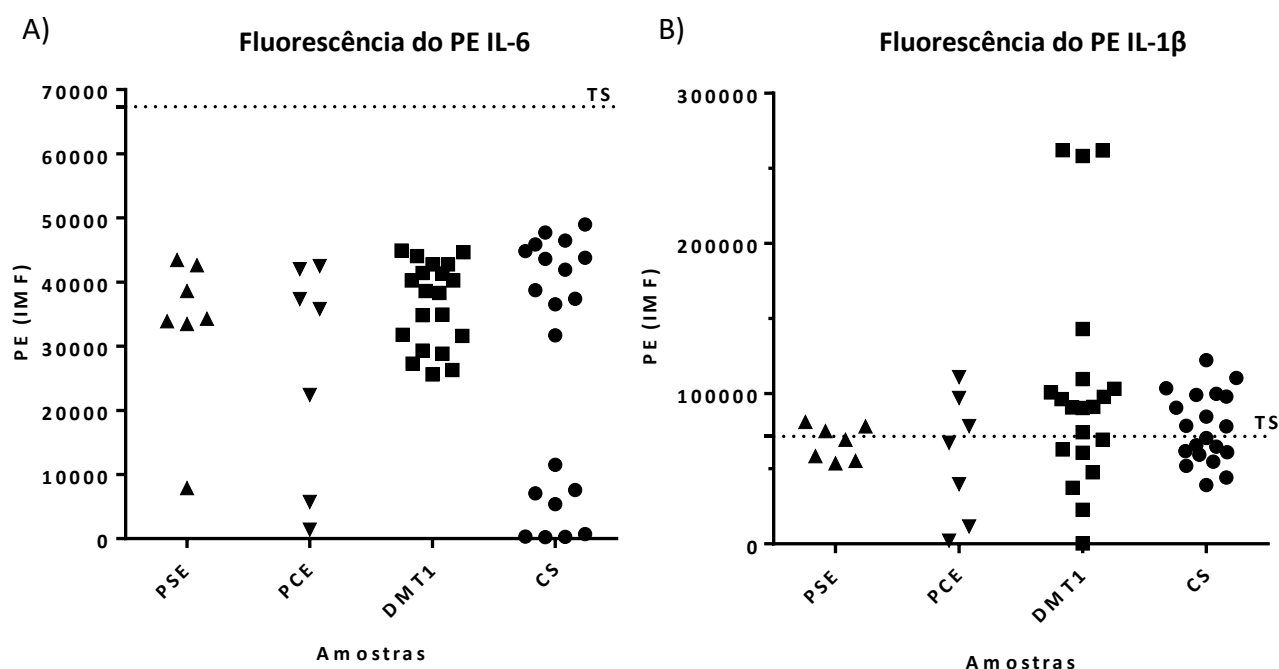 A)
Fluorescência do PE IL-6
PE (IMF)
70000
60000
50000
40000
30000
20000
10000
0
TS
PSE
PCE
DMT1
CS
Amostras
B)
Fluorescência do PE IL-1β
PE (IMF)
300000
200000
100000
0
TS
PSE
PCE
DMT1
CS
Amostras